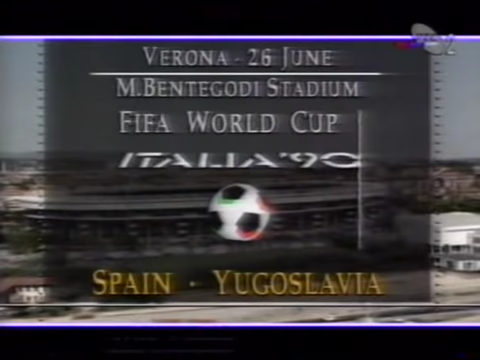 VERONA - 26 JUNE
M.BENTEGODI STADIUM
FIFA WORLD CUP
ITALIA'90
SPAIN · YUGOSLAVIA